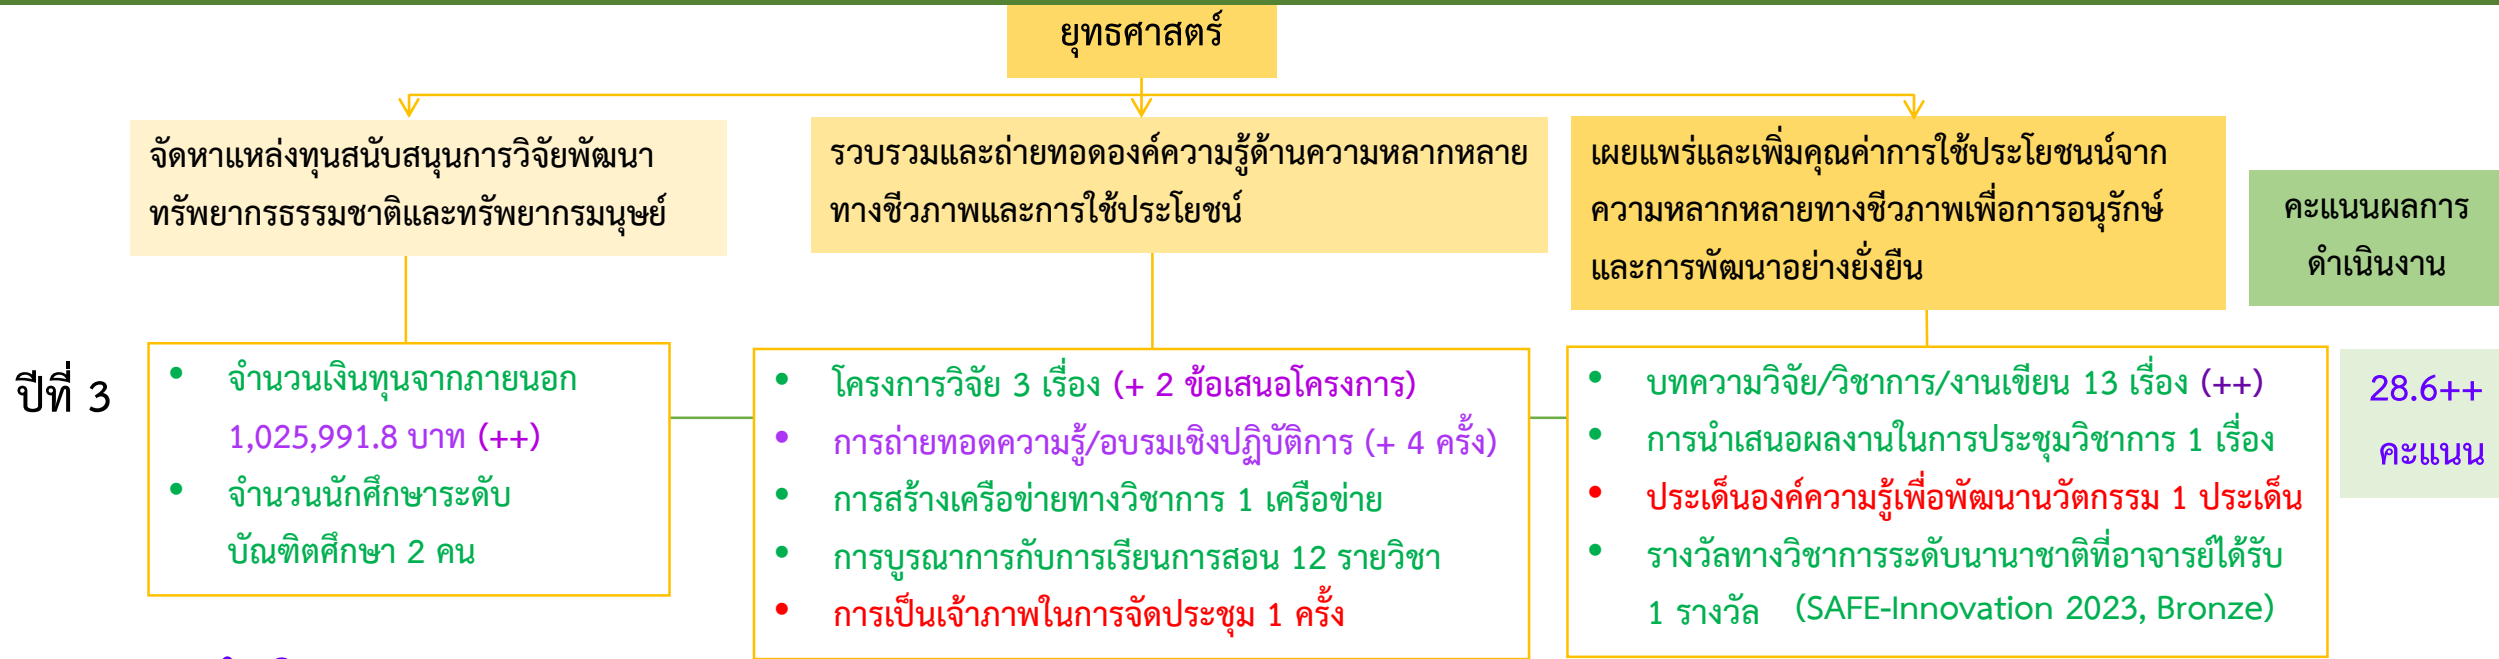 ยุทธศาสตร์
จัดหาแหล่งทุนสนับสนุนการวิจัยพัฒนา
ทรัพยากรธรรมชาติและทรัพยากรมนุษย์
รวบรวมและถ่ายทอดองค์ความรู้ด้านความหลากหลาย
ทางชีวภาพและการใช้ประโยชน์
เผยแพร่และเพิ่มคุณค่าการใช้ประโยชนน์จาก
ความหลากหลายทางชีวภาพเพื่อการอนุรักษ์
และการพัฒนาอย่างยั่งยืน
คะแนนผลการ
ดำเนินงาน
ปีที่ 3
• จำนวนเงินทุนจากภายนอก
1,025,991.8 บาท (++)
• จำนวนนักศึกษาระดับ
บัณฑิตศึกษา 2 คน
• โครงการวิจัย 3 เรื่อง (+ 2 ข้อเสนอโครงการ)
• การถ่ายทอดความรู้/อบรมเชิงปฏิบัติการ (+ 4 ครั้ง)
• การสร้างเครือข่ายทางวิชาการ 1 เครือข่าย
• การบูรณาการกับการเรียนการสอน 12 รายวิชา
• การเป็นเจ้าภาพในการจัดประชุม 1 ครั้ง
• บทความวิจัย/วิชาการ/งานเขียน 13 เรื่อง (++)
• การนำเสนอผลงานในการประชุมวิชาการ 1 เรื่อง
• ประเด็นองค์ความรู้เพื่อพัฒนานวัตกรรม 1 ประเด็น
• รางวัลทางวิชาการระดับนานาชาติที่อาจารย์ได้รับ
1 รางวัล (SAFE-Innovation 2023, Bronze)
28.6++
คะแนน